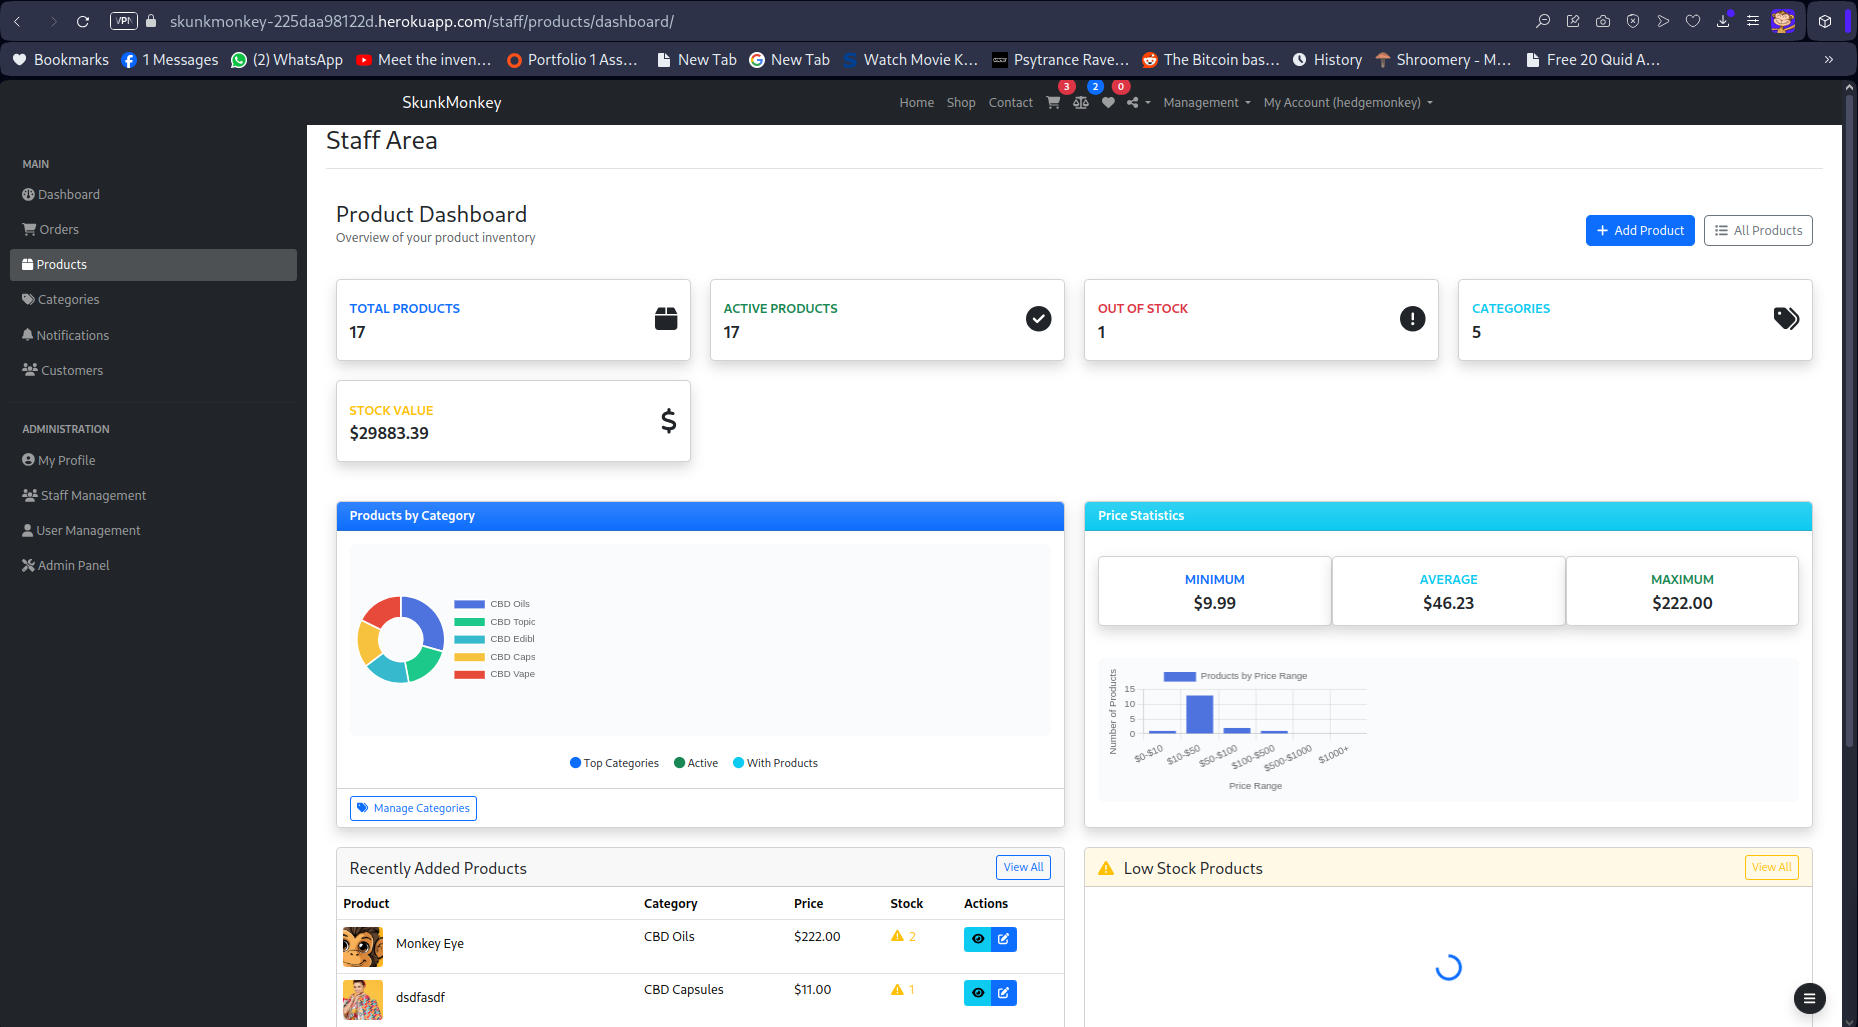 VPN skunkmonkey-225daa98122d.herokuapp.com/staff/products/dashboard/
Bookmarks 1 Messages (2) WhatsApp Meet the inven... Portfolio 1 Ass... New Tab New Tab Watch Movie K... Psytrance Rave... The Bitcoin bas... History Shroomery - M... Free 20 Quid A... »
SkunkMonkey
Home Shop Contact 3 2 0 Management My Account (hedgemonkey)
MAIN
Dashboard
Orders
Products
Categories
Notifications
Customers
ADMINISTRATION
My Profile
Staff Management
User Management
Admin Panel
Staff Area
Product Dashboard
Overview of your product inventory
+ Add Product
All Products
TOTAL PRODUCTS
17
ACTIVE PRODUCTS
17
OUT OF STOCK
1
CATEGORIES
5
STOCK VALUE
$29883.39
$
Products by Category
CBD Oils
CBD Topic
CBD Edibl
CBD Caps
CBD Vape
Top Categories Active With Products
Manage Categories
Price Statistics
MINIMUM
$9.99
AVERAGE
$46.23
MAXIMUM
$222.00
Products by Price Range
Number of Products
15
10
5
0
$0-$10 $10-$50 $50-$100 $100-$500 $500-$1000 $1000+
Price Range
Recently Added Products
View All
Product Category Price Stock Actions
Monkey Eye CBD Oils $222.00 2
dsdfasdf CBD Capsules $11.00 1
Low Stock Products
View All